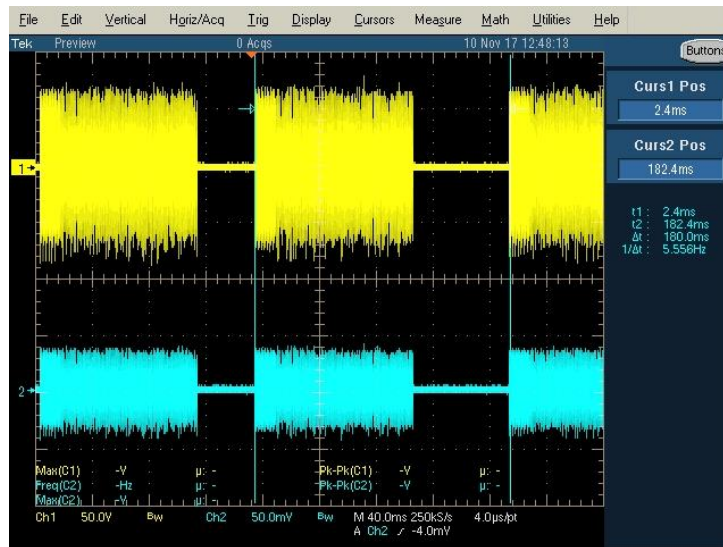 File Edit Vertical Horiz/Acq Trig Display Cursors Measure Math Utilities Help
Tek Preview 0 Acqs 10 Nov 17 12:48:13
Buttons
Curs1 Pos
2.4ms
Curs2 Pos
182.4ms
t1 : 2.4ms
t2 : 182.4ms
Δt : 180.0ms
1/Δt : 5.556Hz
1
2
Max(C1) -V µ: - Pk-Pk(C1) -V µ: -
Freq(C2) -Hz µ: - Pk-Pk(C2) -V µ: -
Max(C2) -V µ: -
Ch1 50.0V Bw Ch2 50.0mV Bw M 40.0ms 250kS/s 4.0µs/pt
A Ch2 -4.0mV